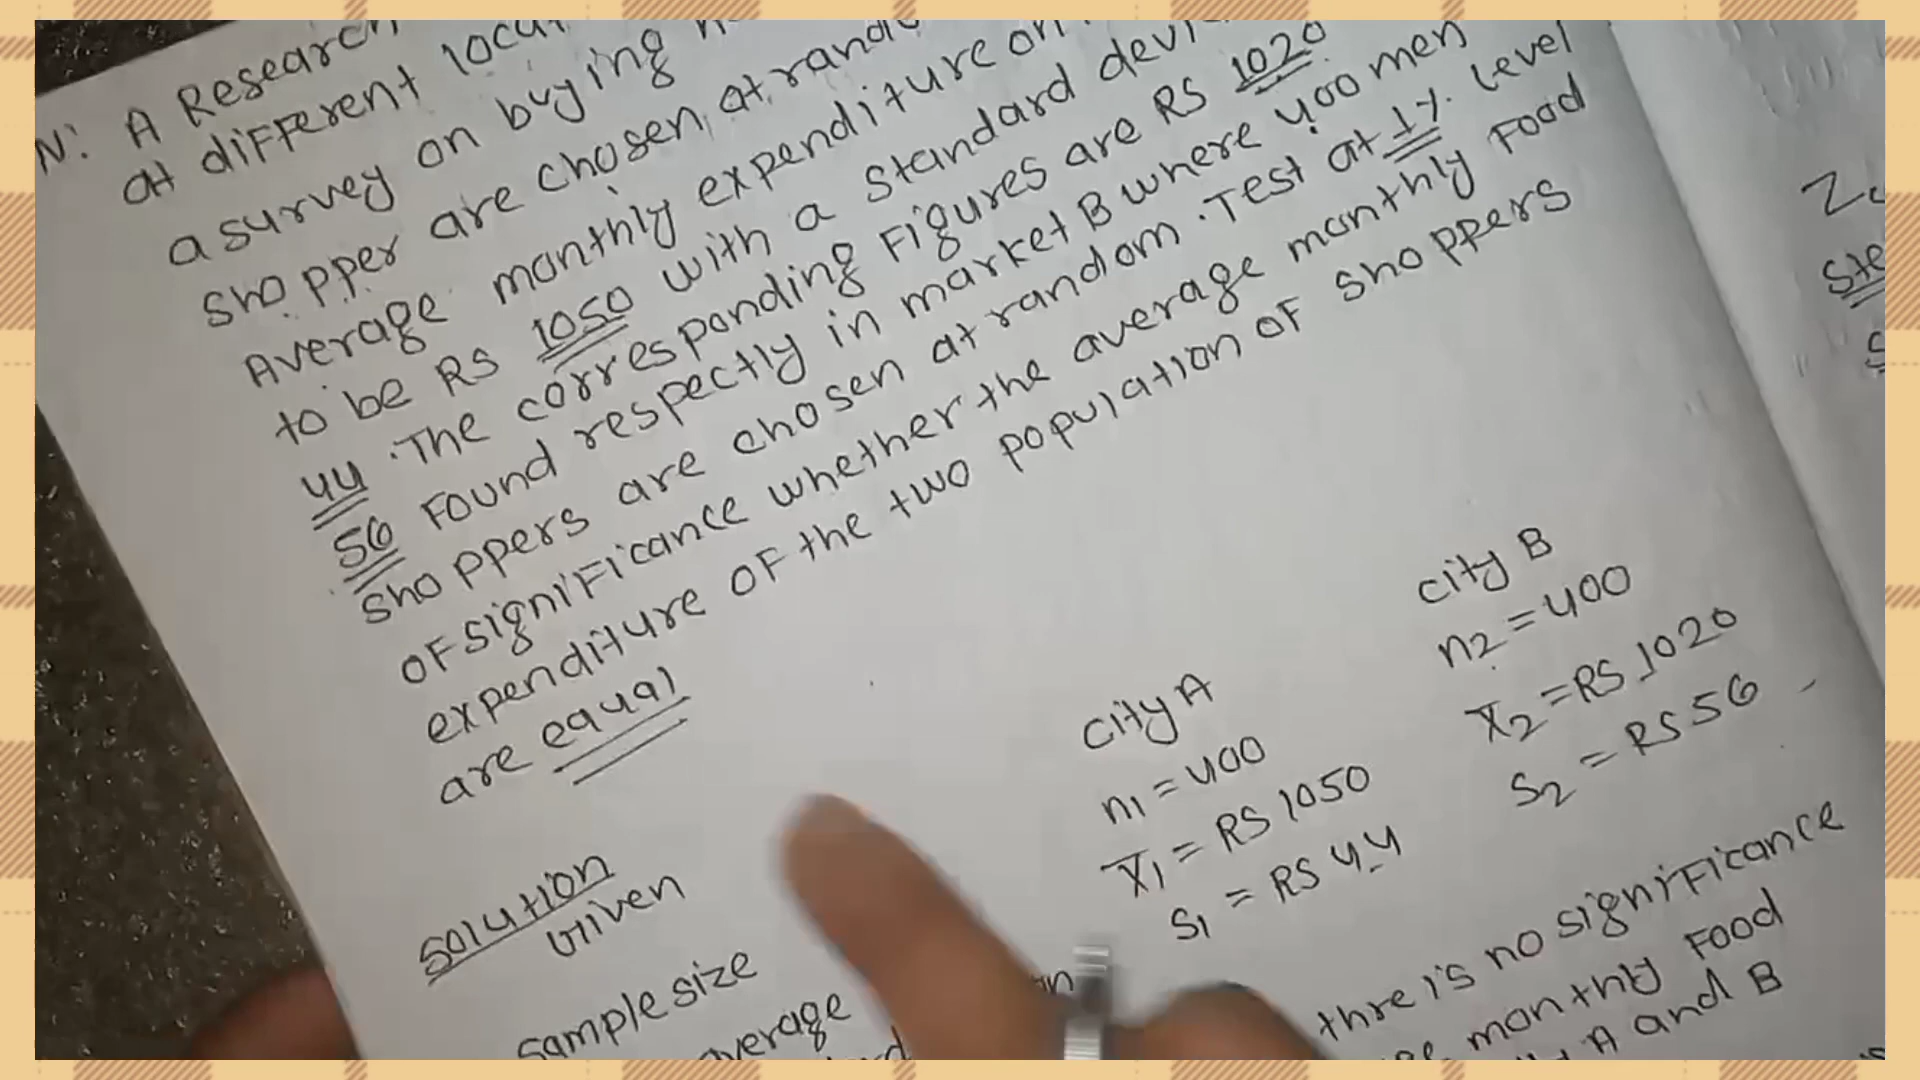 N: A Research
at different
a survey on buying
shopper are chosen at
Average monthly expenditure on
to be RS 1050 with a standard
44. The corresponding Figures are RS 1020
56 Found respectly in market B where 400 men
shoppers are chosen at random. Test at 1% level
of significance whether the average monthly Food
expenditure of the two population of shoppers
are equal
Solution
Given
City A
City B
n1 = 400
n2 = 400
X̄1 = RS 1050
X̄2 = RS 1020
S1 = RS 44
S2 = RS 56
sample size
thre is no significance
monthly Food
A and B